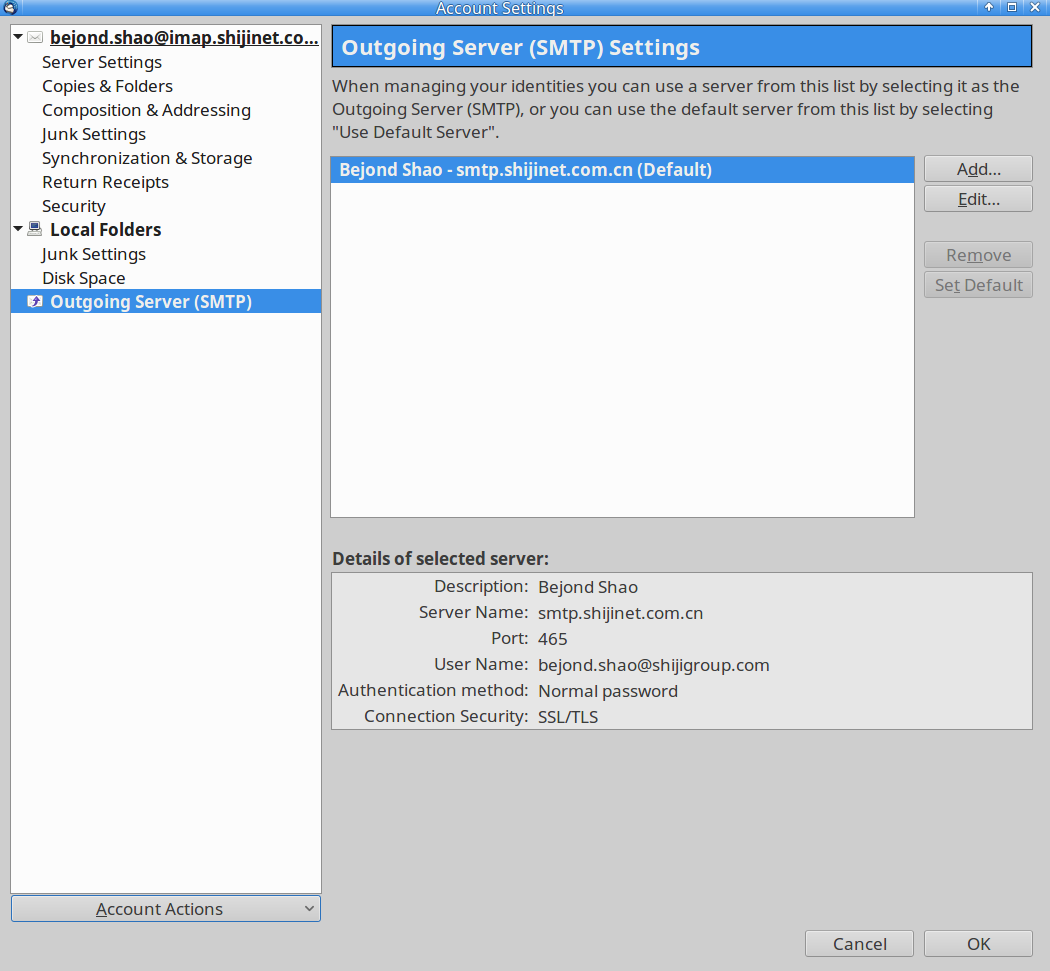 Account Settings
bejond.shao@imap.shijinet.co...
Server Settings
Copies & Folders
Composition & Addressing
Junk Settings
Synchronization & Storage
Return Receipts
Security
Local Folders
Junk Settings
Disk Space
Outgoing Server (SMTP)
Account Actions
Outgoing Server (SMTP) Settings
When managing your identities you can use a server from this list by selecting it as the
Outgoing Server (SMTP), or you can use the default server from this list by selecting
"Use Default Server".
Bejond Shao - smtp.shijinet.com.cn (Default)
Add...
Edit...
Remove
Set Default
Details of selected server:
Description: Bejond Shao
Server Name: smtp.shijinet.com.cn
Port: 465
User Name: bejond.shao@shijigroup.com
Authentication method: Normal password
Connection Security: SSL/TLS
Cancel
OK